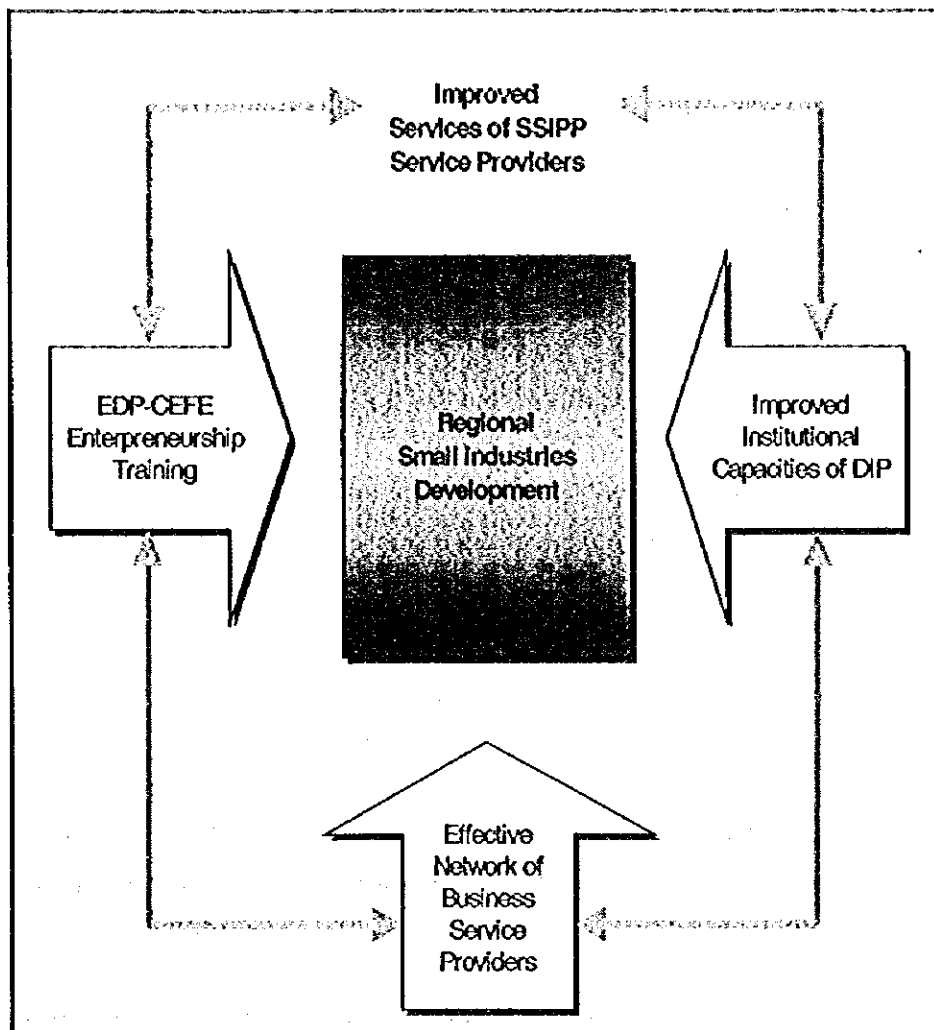 Improved
Services of SSIPP
Service Providers
EDP-CEFE
Enterpreneurship
Training
Regional
Small Industries
Development
Improved
Institutional
Capacities of DIP
Effective
Network of
Business
Service
Providers